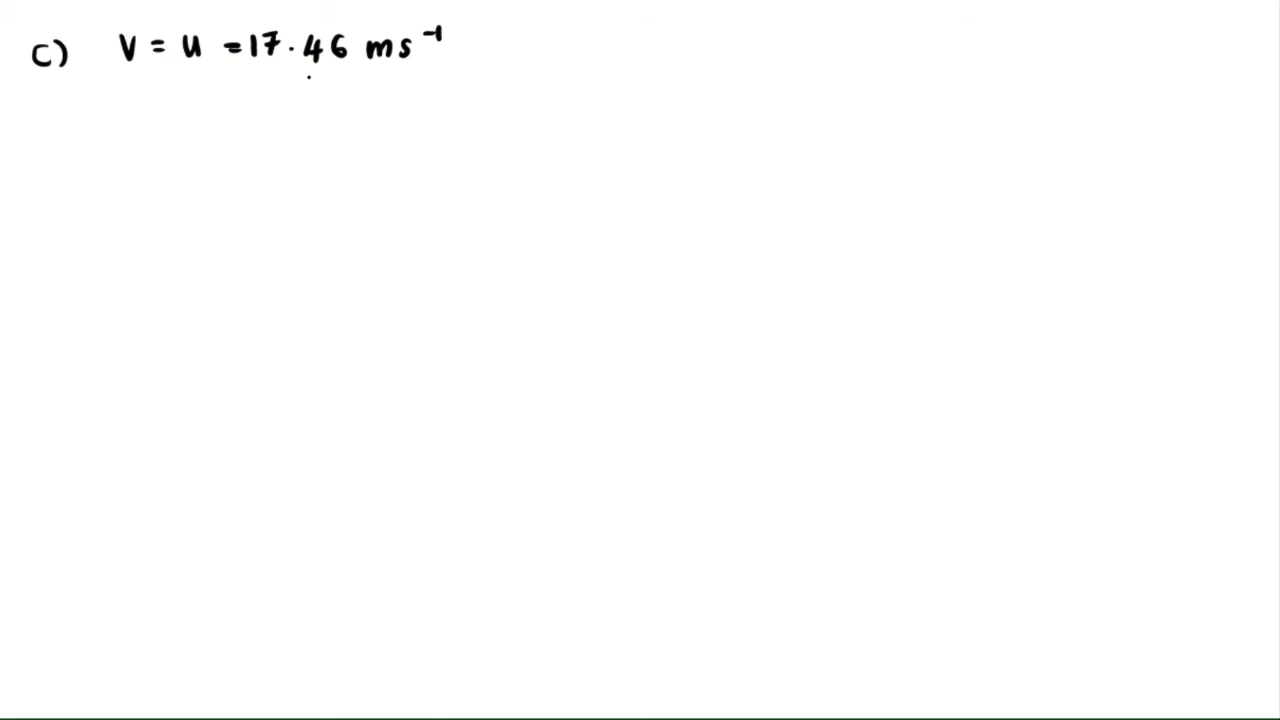 c) V = u = 17.46 ms⁻¹